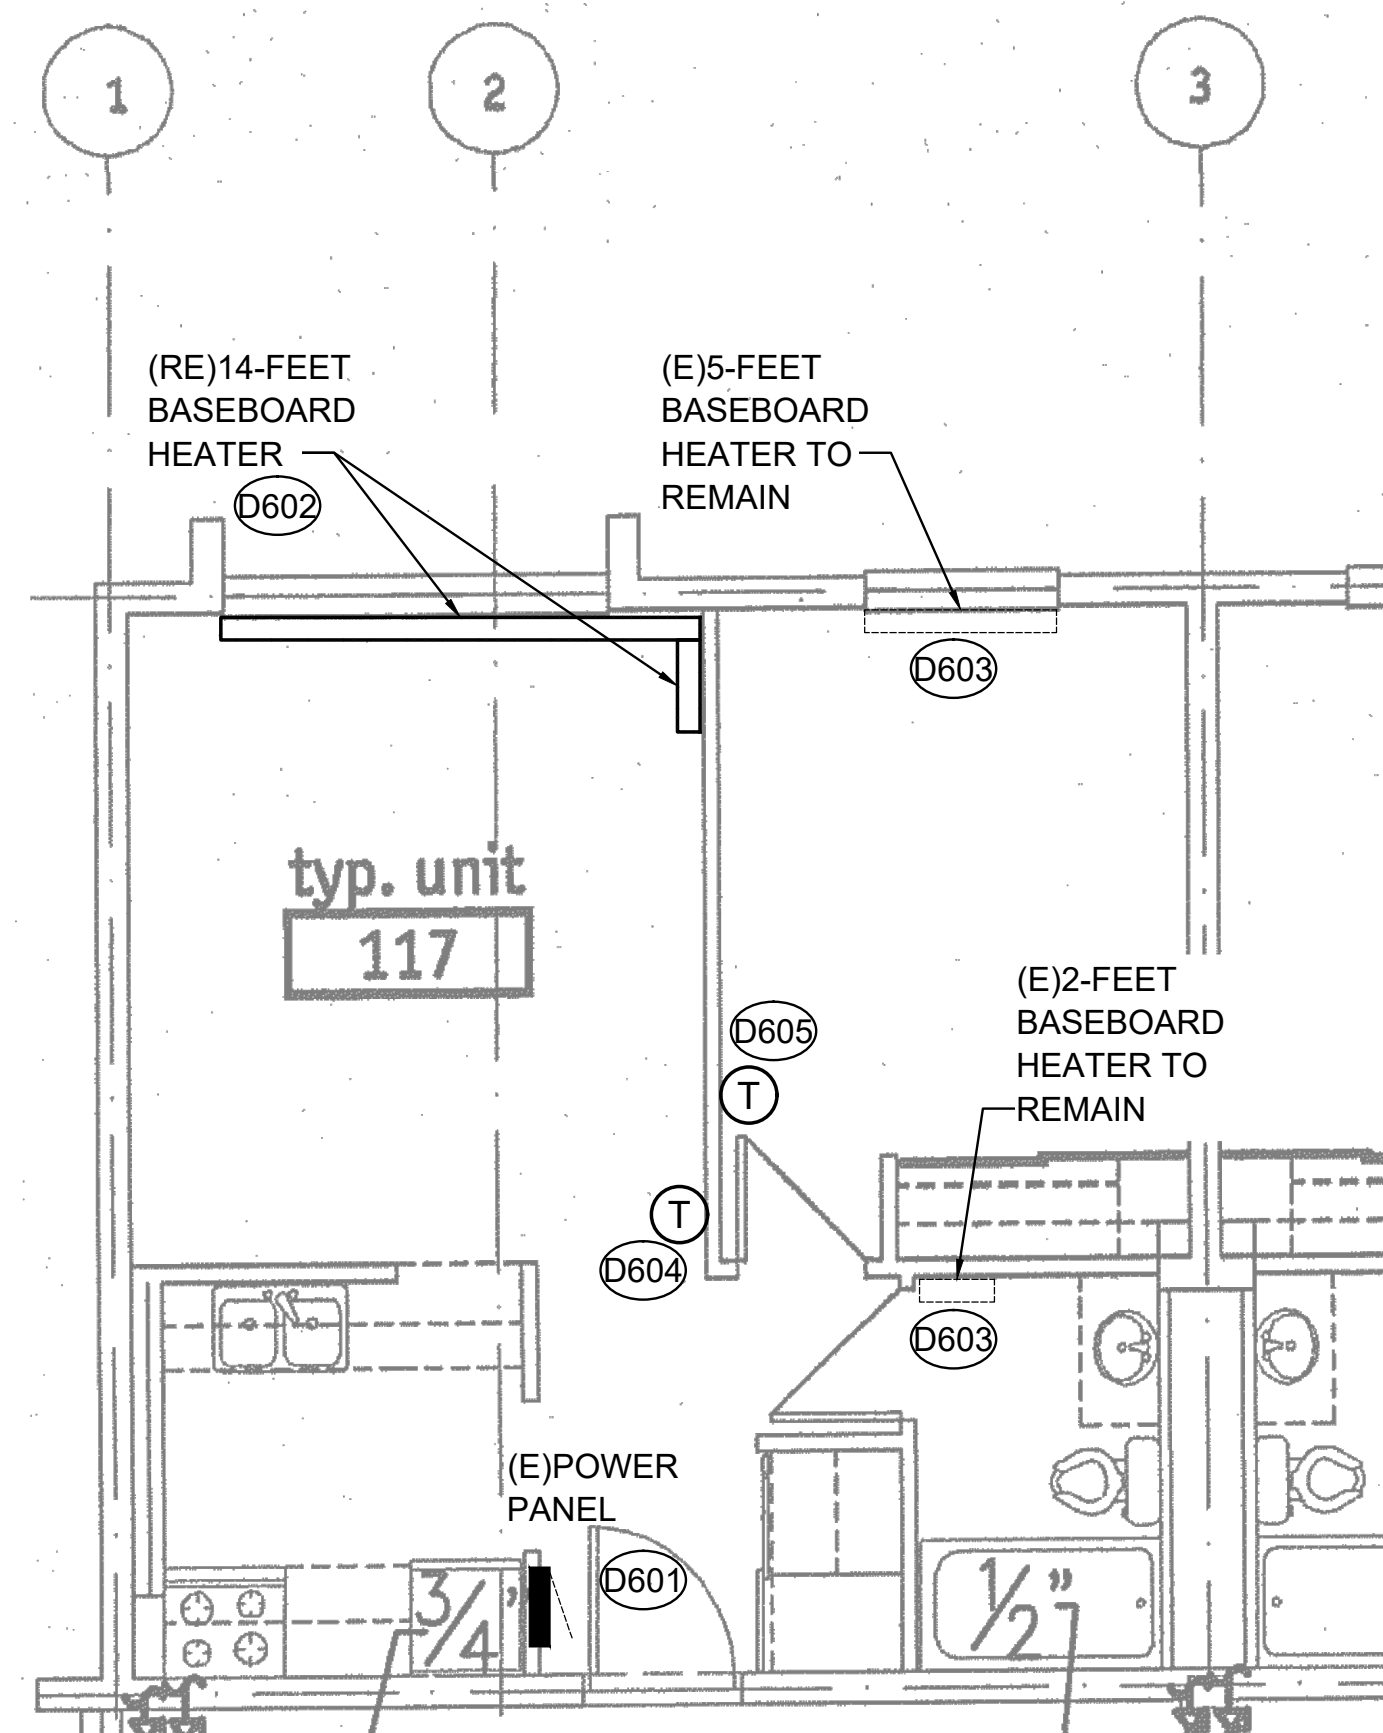 1
2
3
(RE)14-FEET
BASEBOARD
HEATER
D602
(E)5-FEET
BASEBOARD
HEATER TO
REMAIN
D603
typ. unit
117
(E)2-FEET
BASEBOARD
HEATER TO
REMAIN
D605
T
T
D604
D603
(E)POWER
PANEL
D601
3/4"
1/2"